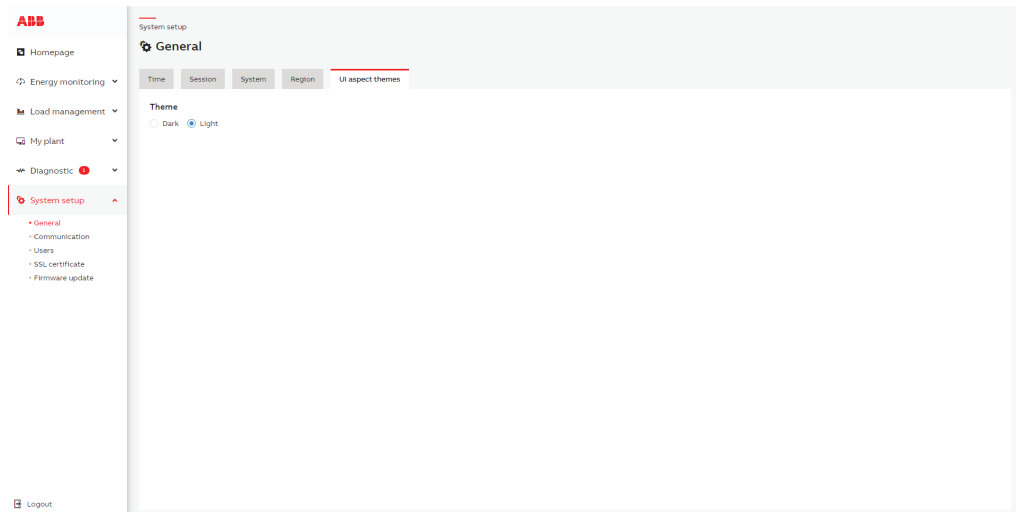 ABB
Homepage
Energy monitoring
Load management
My plant
Diagnostic 1
System setup
General
Communication
Users
SSL certificate
Firmware update
Logout
System setup
General
Time Session System Region UI aspect themes
Theme
Dark Light